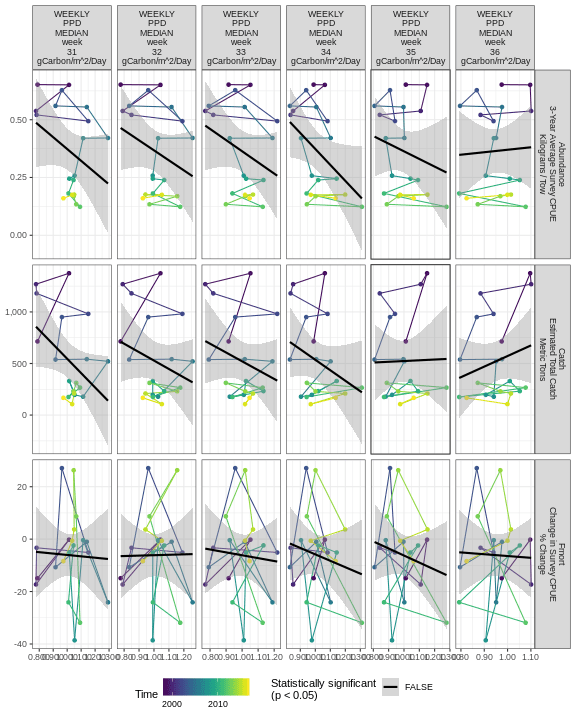 WEEKLY
PPD
MEDIAN
week
31
gCarbon/m^2/Day
WEEKLY
PPD
MEDIAN
week
32
gCarbon/m^2/Day
WEEKLY
PPD
MEDIAN
week
33
gCarbon/m^2/Day
WEEKLY
PPD
MEDIAN
week
34
gCarbon/m^2/Day
WEEKLY
PPD
MEDIAN
week
35
gCarbon/m^2/Day
WEEKLY
PPD
MEDIAN
week
36
gCarbon/m^2/Day
0.50
0.25
0.00
Abundance
3-Year Average Survey CPUE
Kilograms / Tow
1,000
500
0
Catch
Estimated Total Catch
Metric Tons
20
0
-20
-40
Fmort
Change in Survey CPUE
% Change
1.20
1.20
0.90 1.00 1.10
Time
2000 2010
Statistically significant
(p < 0.05)
FALSE